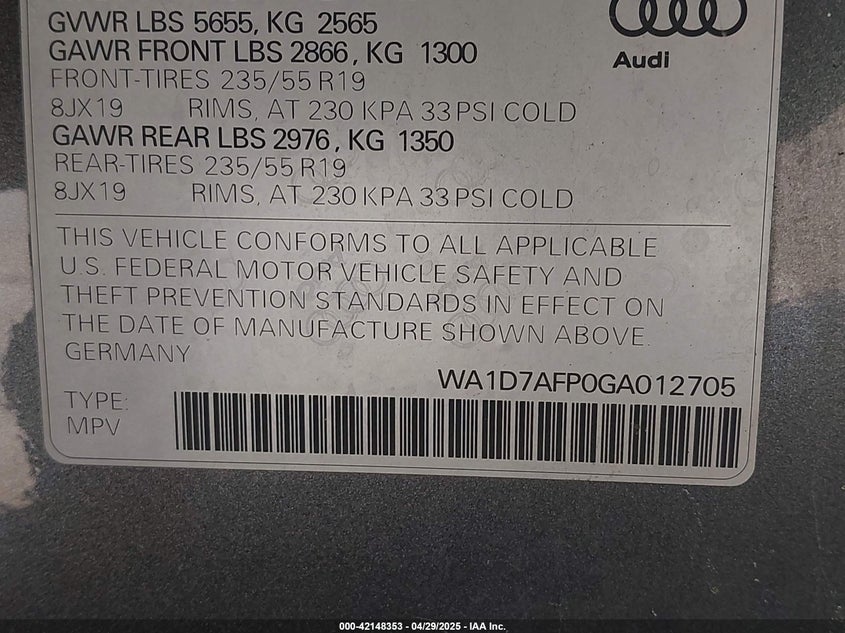 GVWR LBS 5655, KG 2565
GAWR FRONT LBS 2866, KG 1300
FRONT-TIRES 235/55 R19
8JX19 RIMS, AT 230 KPA 33 PSI COLD
GAWR REAR LBS 2976, KG 1350
REAR-TIRES 235/55 R19
8JX19 RIMS, AT 230 KPA 33 PSI COLD
Audi
THIS VEHICLE CONFORMS TO ALL APPLICABLE
U.S. FEDERAL MOTOR VEHICLE SAFETY AND
THEFT PREVENTION STANDARDS IN EFFECT ON
THE DATE OF MANUFACTURE SHOWN ABOVE.
GERMANY
WA1D7AFP0GA012705
TYPE:
MPV
000-42148353 - 04/29/2025 - IAA Inc.